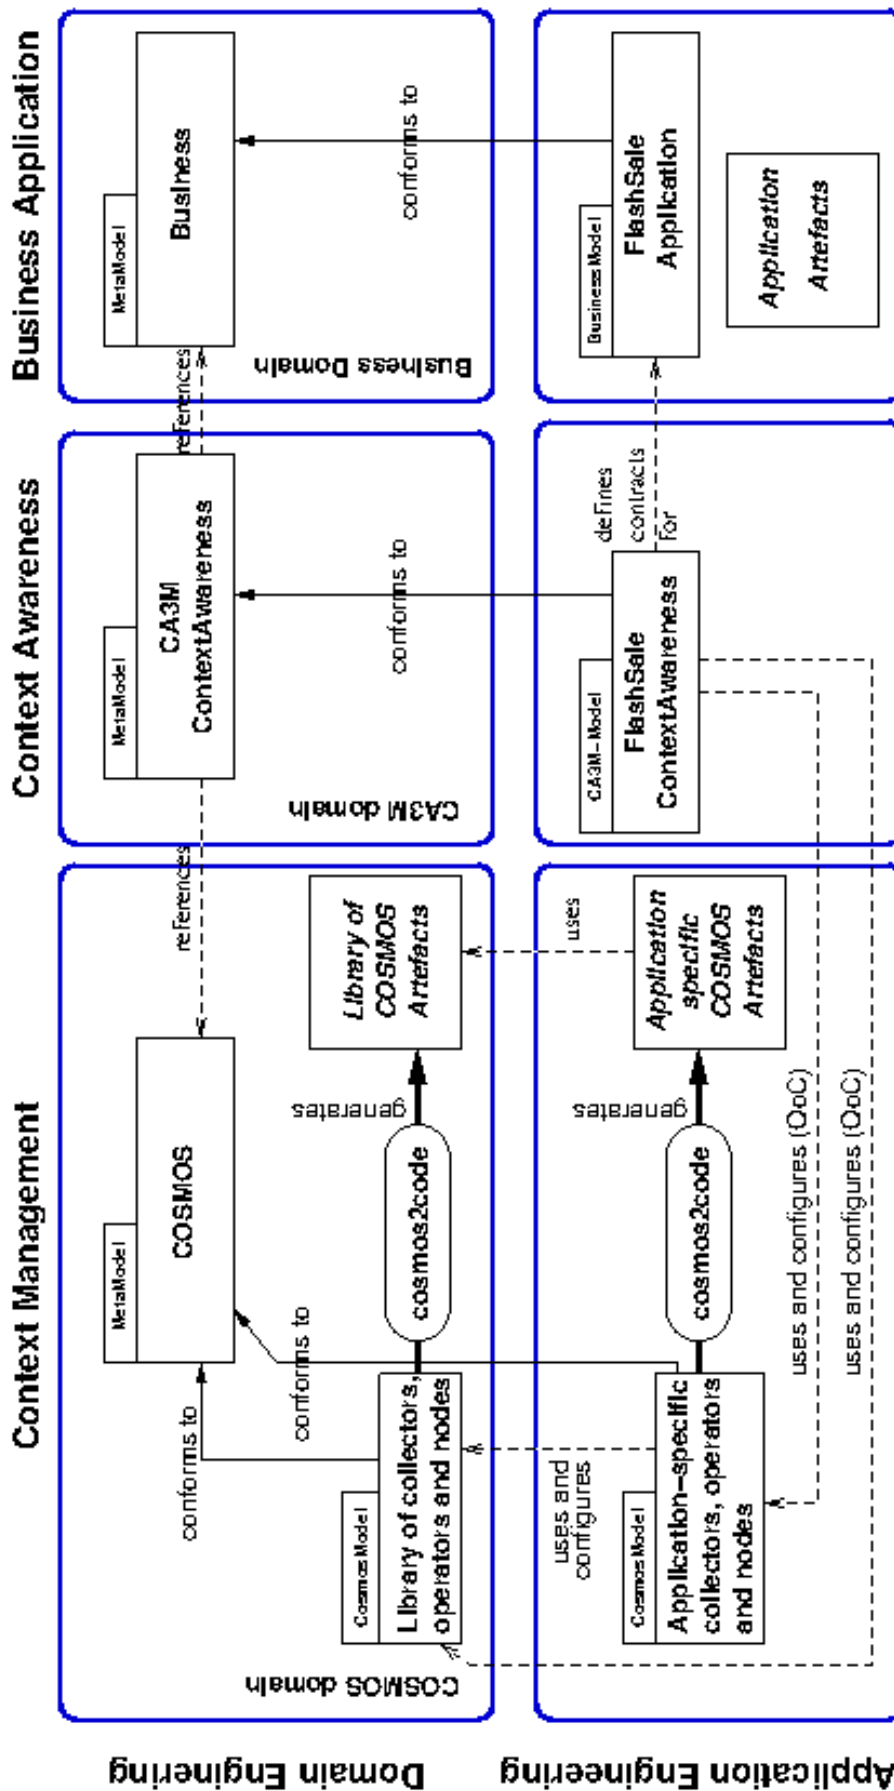 Context Management
Context Awareness
Business Application
Domain Engineering
COSMOS domain
MetaModel
COSMOS
conforms to
conforms to
CosmosModel
Library of collectors,
operators and nodes
cosmos2code
generates
Library of
COSMOS
Artefacts
references
CA3M domain
MetaModel
CA3M
ContextAwareness
conforms to
references
Business Domain
MetaModel
Business
conforms to
Application Engineering
uses and
configures
CosmosModel
Application-specific
collectors, operators
and nodes
cosmos2code
generates
Application
specific
COSMOS
Artefacts
uses
uses and configures (QoC)
uses and configures (QoC)
CA3M-Model
FlashSale
ContextAwareness
defines
contracts
for
BusinessModel
FlashSale
Application
Application
Artefacts